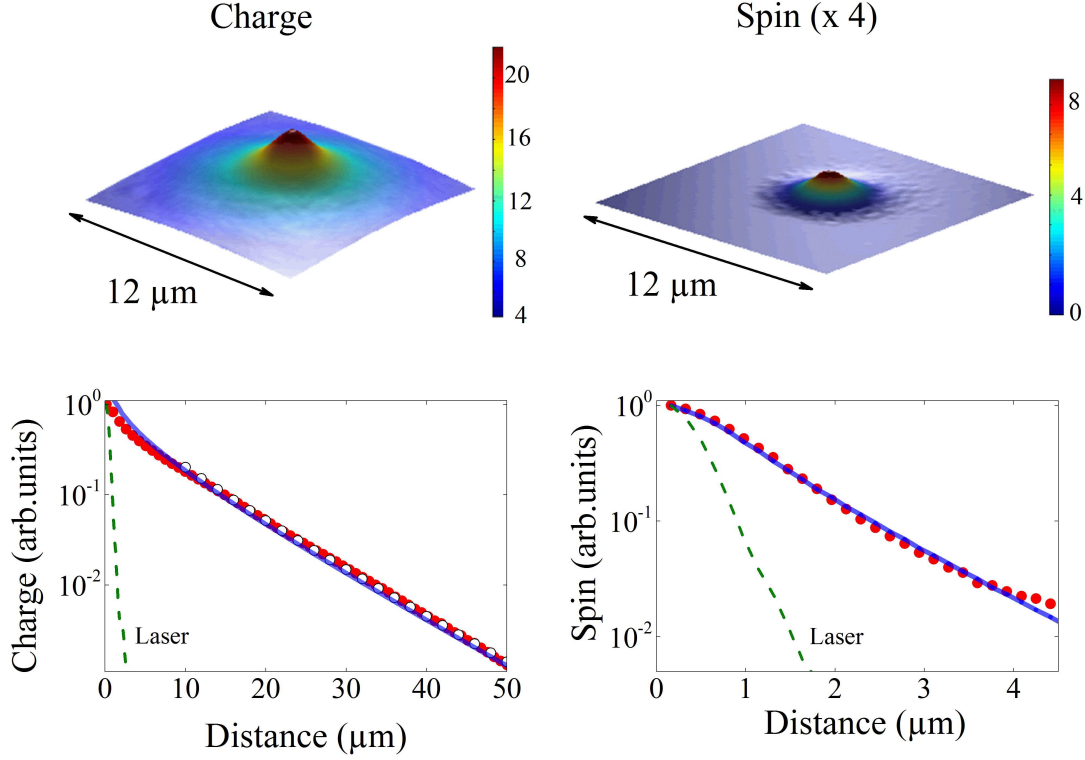 Charge
Spin (x 4)
20
16
12
8
4
12 µm
8
4
0
12 µm
Charge (arb.units)
10⁰
10⁻¹
10⁻²
Laser
0 10 20 30 40 50
Distance (µm)
Spin (arb.units)
10⁰
10⁻¹
10⁻²
Laser
0 1 2 3 4
Distance (µm)